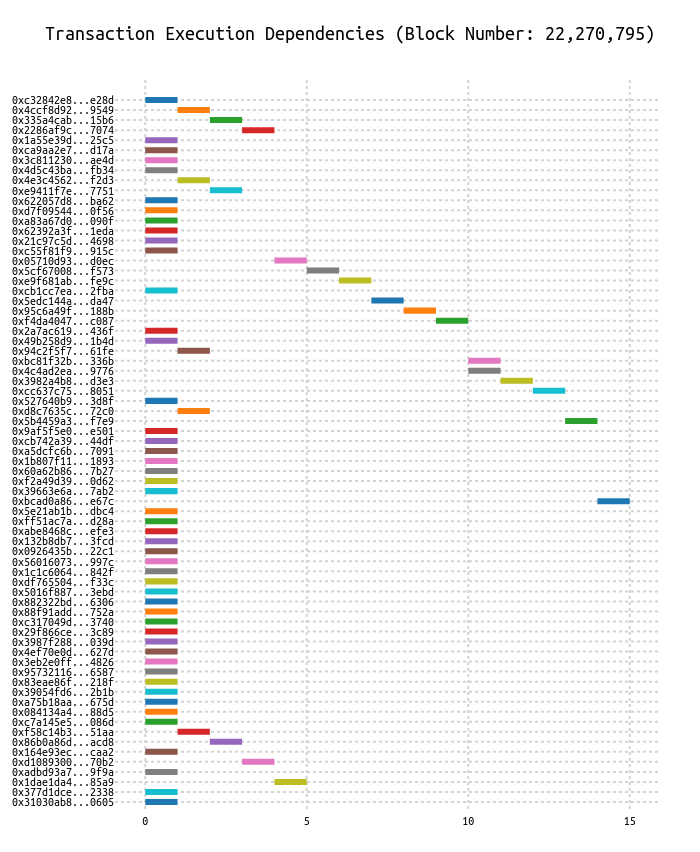 Transaction Execution Dependencies (Block Number: 22,270,795)
0xc32842e8...e28d
0x4ccf8d92...9549
0x335a4cab...15b6
0x2286af9c...7074
0x1a55e39d...25c5
0xca9aa2e7...d17a
0x3c811230...ae4d
0x4d5c43ba...fb34
0x4e3c4562...f2d3
0xe9411f7e...7751
0x622057d8...ba62
0xd7f09544...0f56
0xa83a67d0...090f
0x62392a3f...1eda
0x21c97c5d...4698
0xc55f81f9...915c
0x05710d93...d0ec
0x5cf67008...f573
0xe9f681ab...fe9c
0xcb1cc7ea...2fba
0x5edc144a...da47
0x95c6a49f...188b
0xf4da4047...c087
0x2a7ac619...436f
0x49b258d9...1b4d
0x94c2f5f7...61fe
0xbc81f32b...336b
0x4c4ad2ea...9776
0x3982a4b8...d3e3
0xcc637c75...8051
0x527640b9...3d8f
0xd8c7635c...72c0
0x5b4459a3...f7e9
0x9af5f5e0...e501
0xcb742a39...44df
0xa5dcfc6b...7091
0x1b807f11...1893
0x60a62b86...7b27
0xf2a49d39...0d62
0x39663e6a...7ab2
0xbcad0a86...e67c
0x5e21ab1b...dbc4
0xff51ac7a...d28a
0xabe8468c...efe3
0x132b8db7...3fcd
0x0926435b...22c1
0x56016073...997c
0x1c1c6064...842f
0xdf765504...f33c
0x5016f887...3ebd
0x882322bd...6306
0x88f91add...752a
0xc317049d...3740
0x29f866ce...3c89
0x3987f288...039d
0x4ef70e0d...627d
0x3eb2e0ff...4826
0x95732116...6587
0x83eae86f...218f
0x39054fd6...2b1b
0xa75b18aa...675d
0x084134a4...88d5
0xc7a145e5...086d
0xf58c14b3...51aa
0x86b0a86d...acd8
0x164e93ec...caa2
0xd1089300...70b2
0xadbd93a7...9f9a
0x1dae1da4...85a9
0x377d1dce...2338
0x31030ab8...0605
0 5 10 15